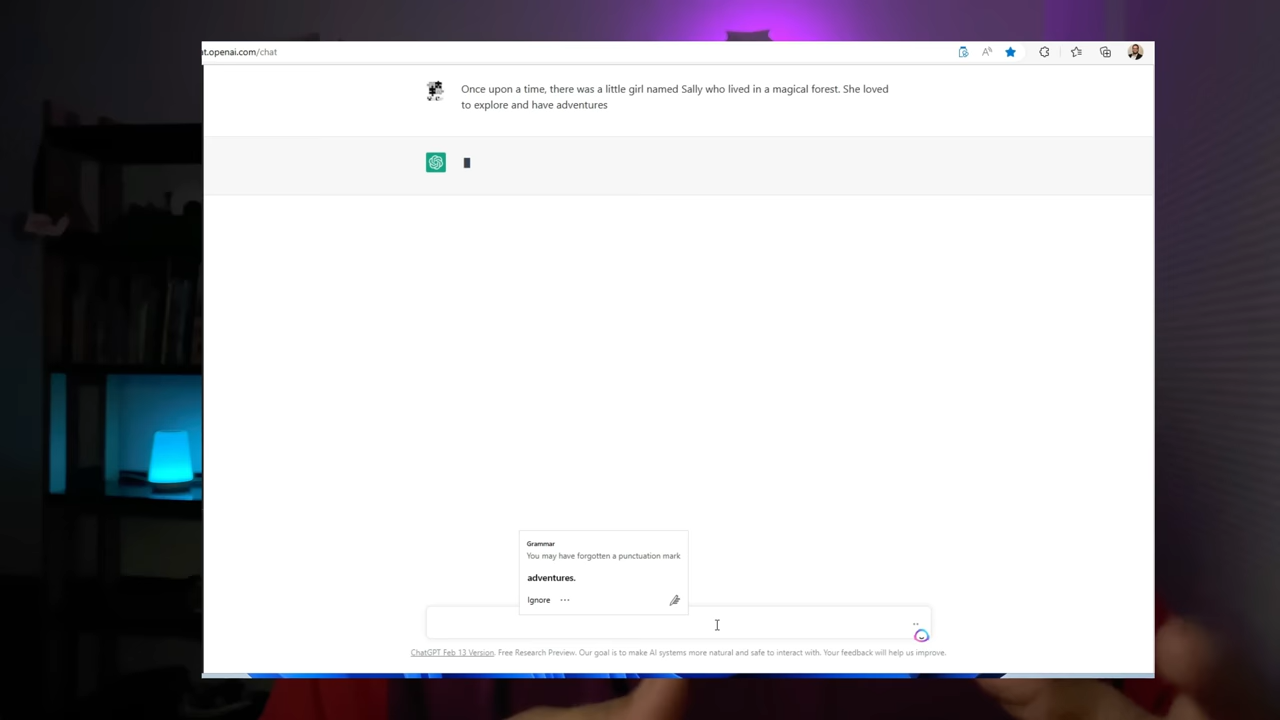 at.openai.com/chat
Once upon a time, there was a little girl named Sally who lived in a magical forest. She loved
to explore and have adventures
Grammar
You may have forgotten a punctuation mark
adventures.
Ignore
ChatGPT Feb 13 Version. Free Research Preview. Our goal is to make AI systems more natural and safe to interact with. Your feedback will help us improve.